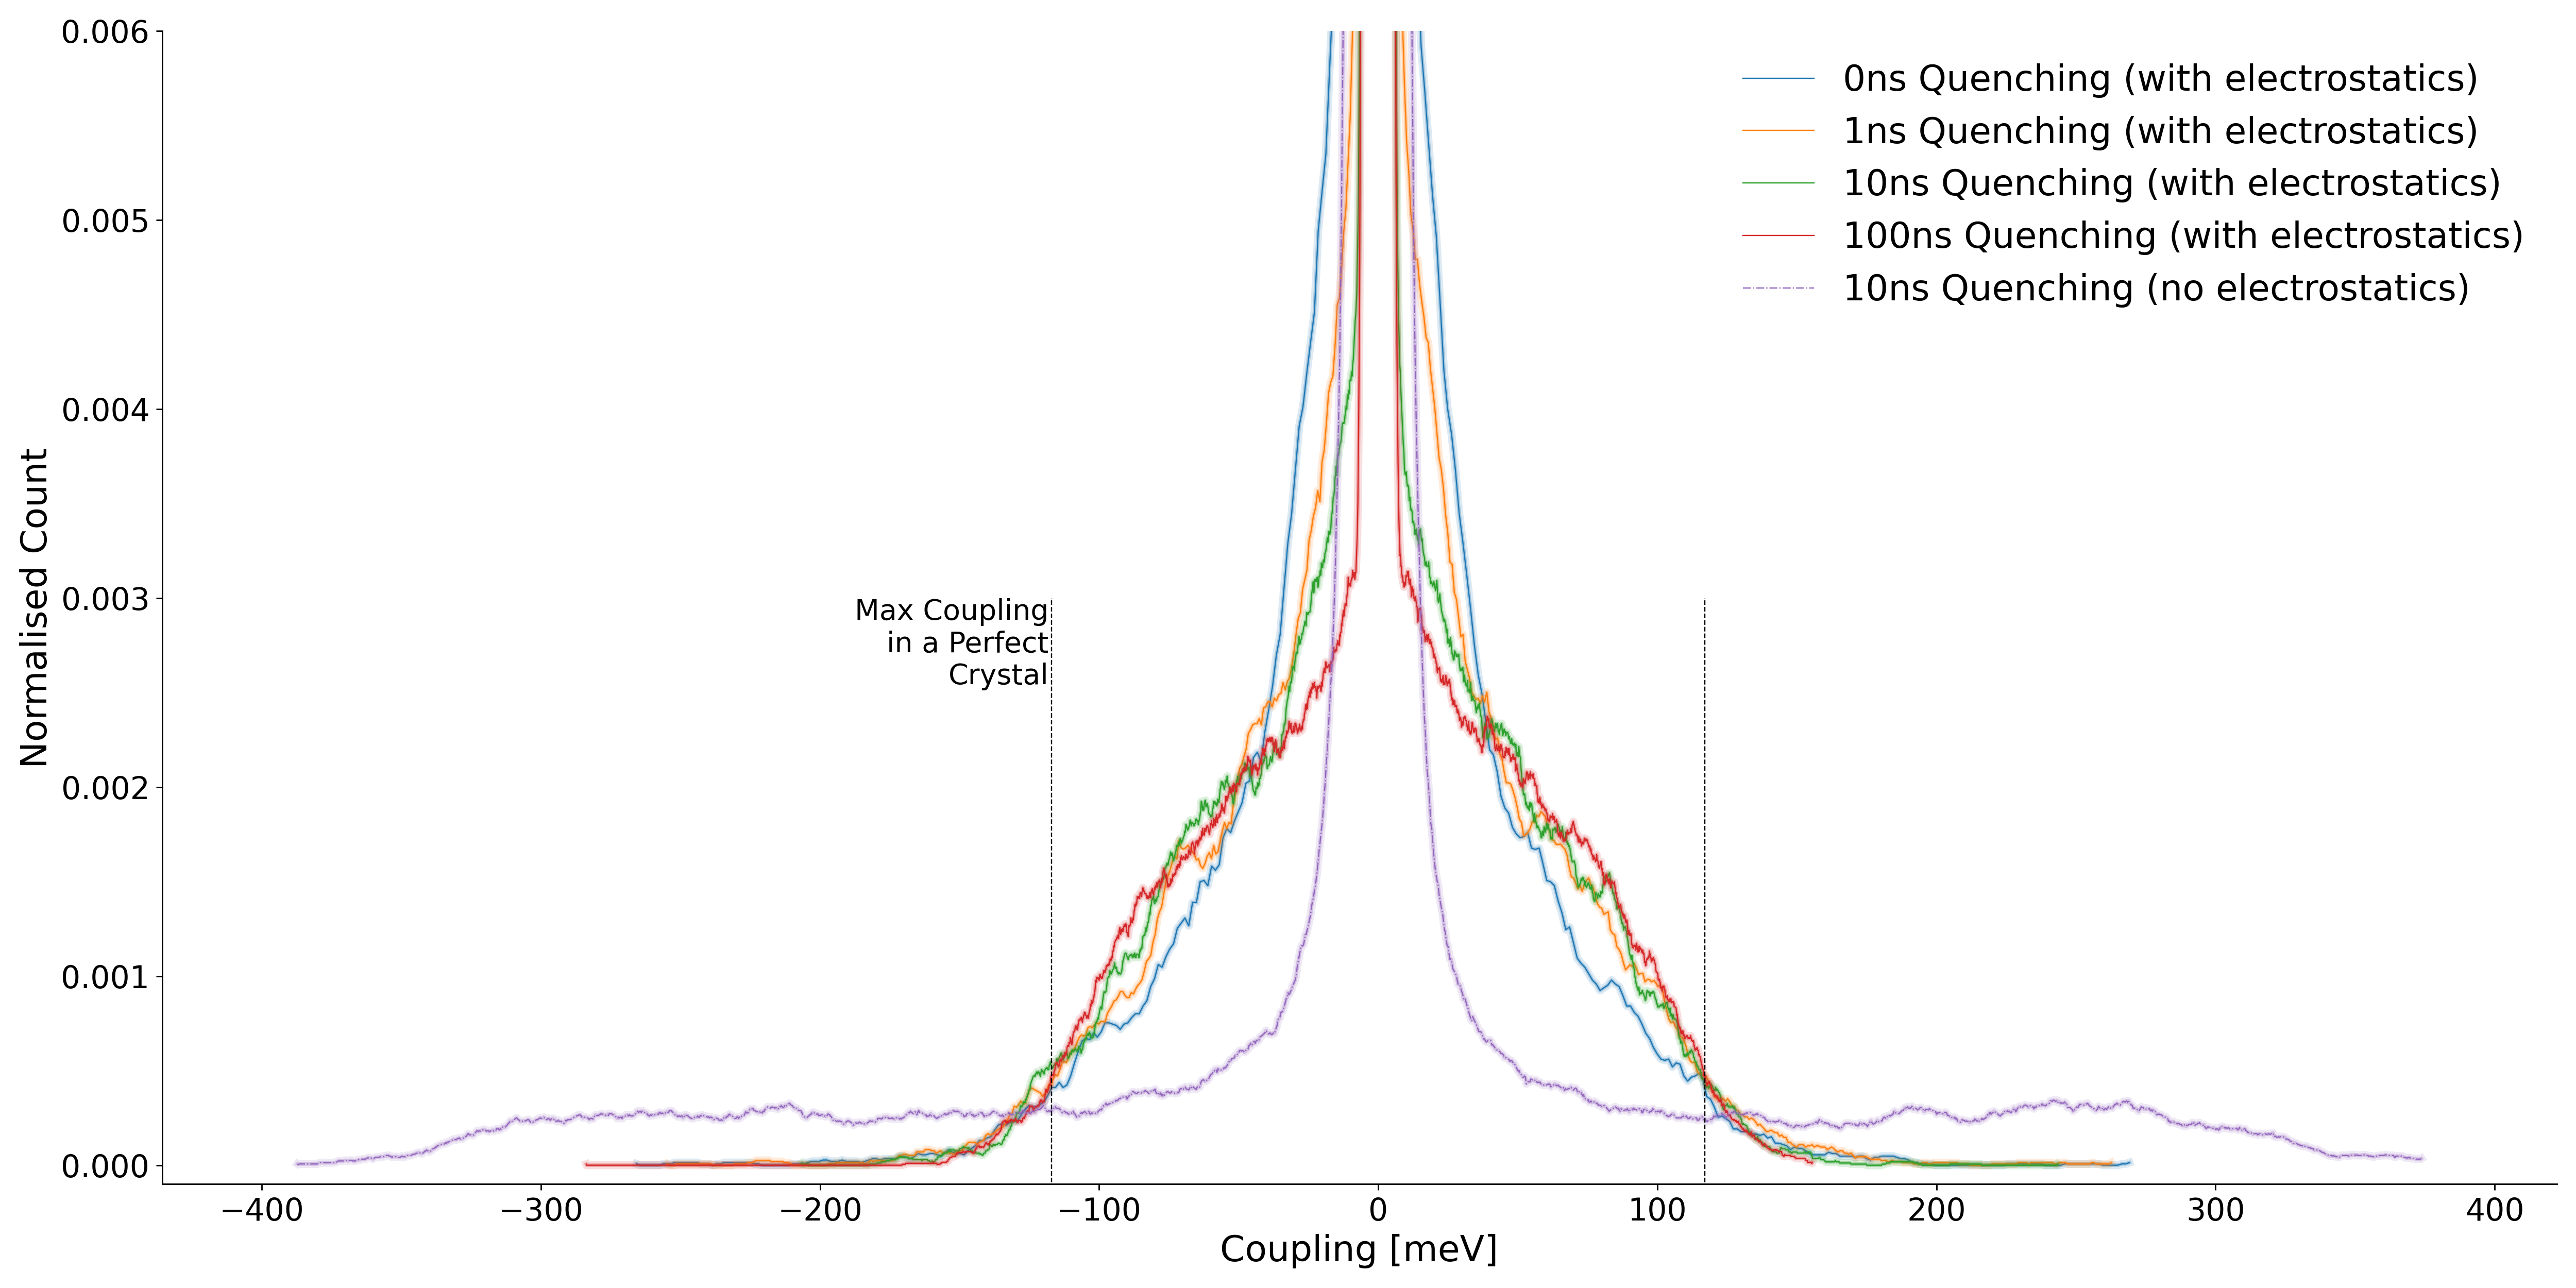 0.006
0.005
0.004
0.003
0.002
0.001
0.000
Normalised Count
0ns Quenching (with electrostatics)
1ns Quenching (with electrostatics)
10ns Quenching (with electrostatics)
100ns Quenching (with electrostatics)
10ns Quenching (no electrostatics)
Max Coupling
in a Perfect
Crystal
−400 −300 −200 −100 0 100 200 300 400
Coupling [meV]